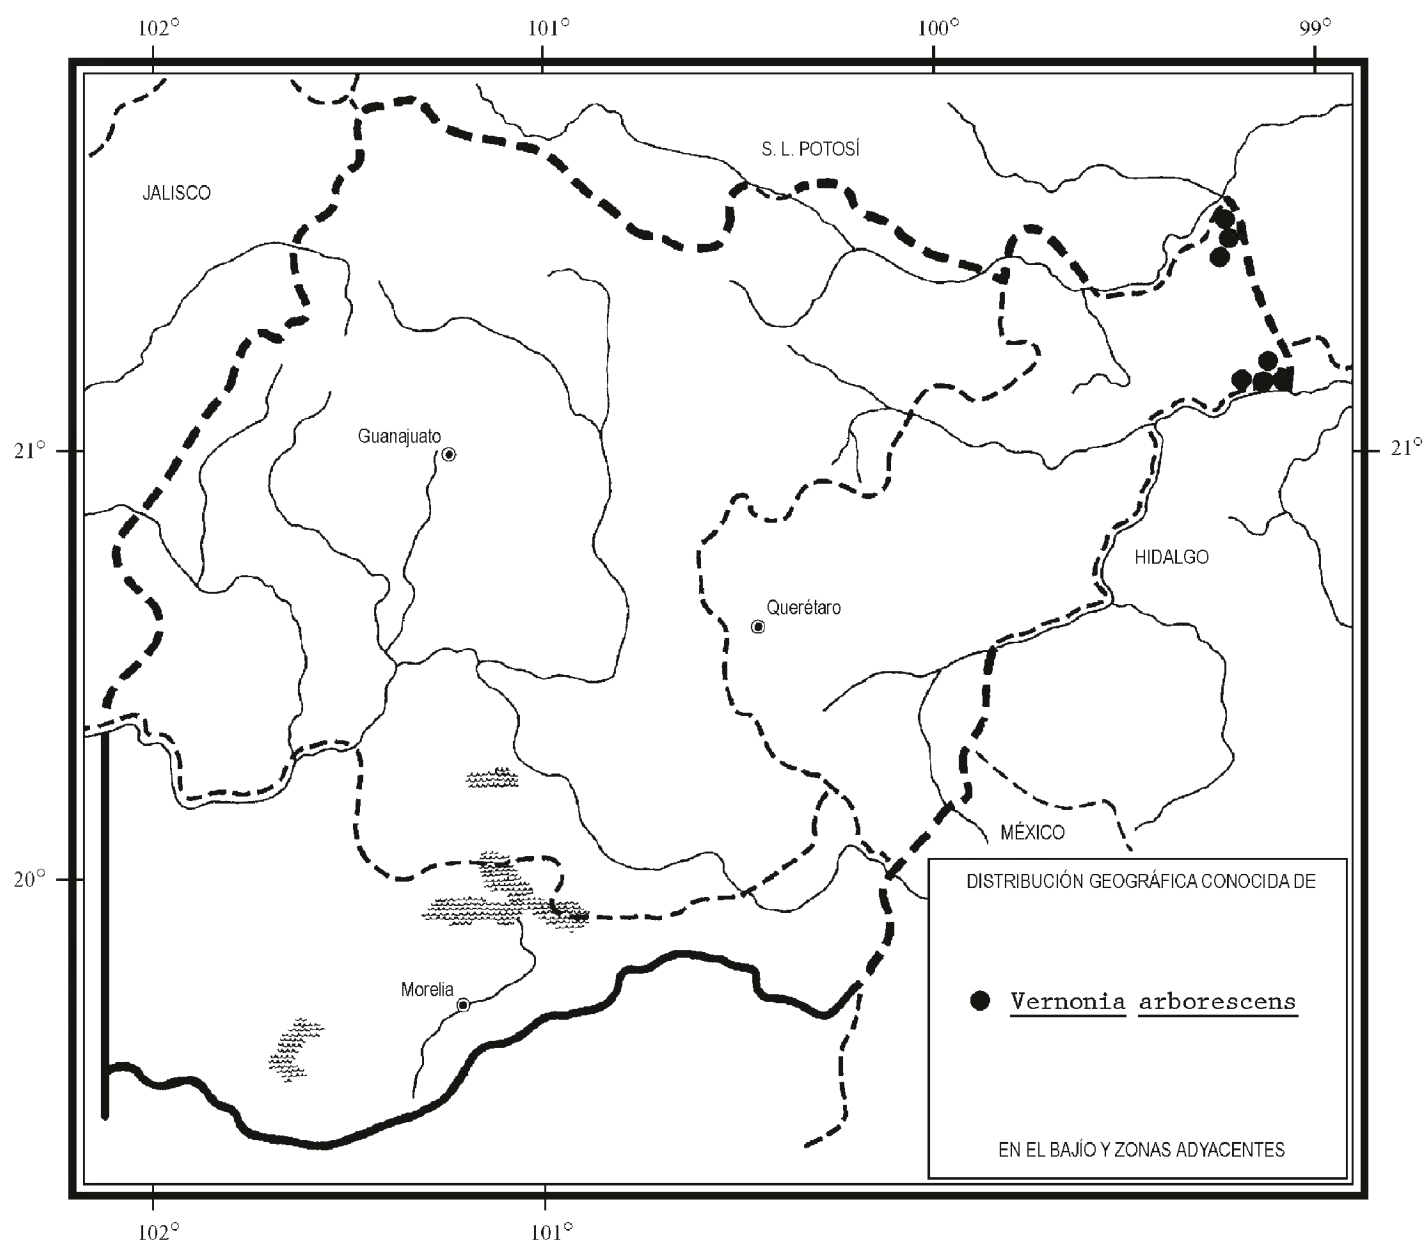 102° 101° 100° 99°
S. L. POTOSÍ
JALISCO
Guanajuato
21° 21°
HIDALGO
Querétaro
MÉXICO
20°
DISTRIBUCIÓN GEOGRÁFICA CONOCIDA DE
Morelia
Vernonia arborescens
EN EL BAJÍO Y ZONAS ADYACENTES
102° 101°